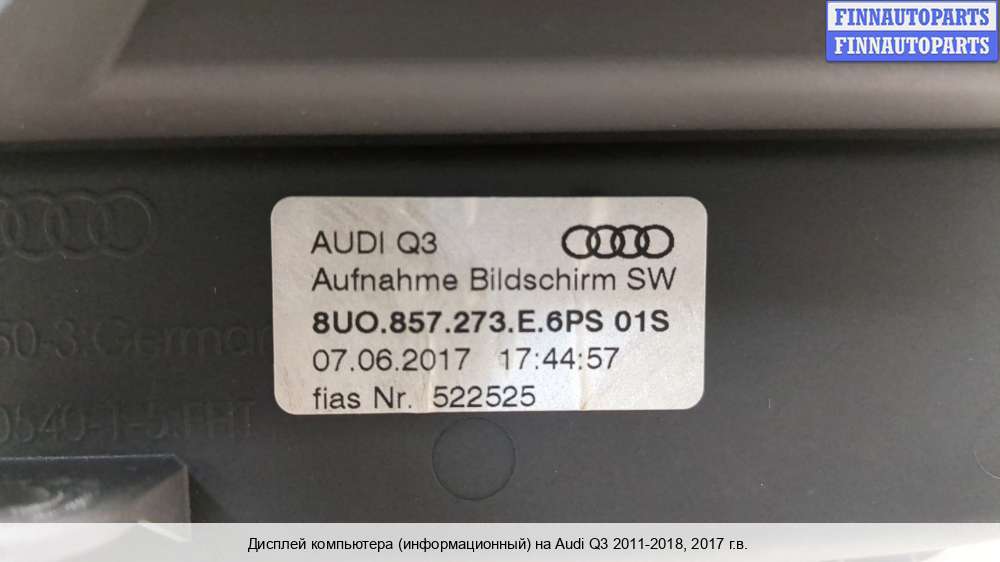 FINNAUTOPARTS
FINNAUTOPARTS
AUDI Q3
Aufnahme Bildschirm SW
8UO.857.273.E.6PS 01S
07.06.2017 17:44:57
fias Nr. 522525
Дисплей компьютера (информационный) на Audi Q3 2011-2018, 2017 г.в.